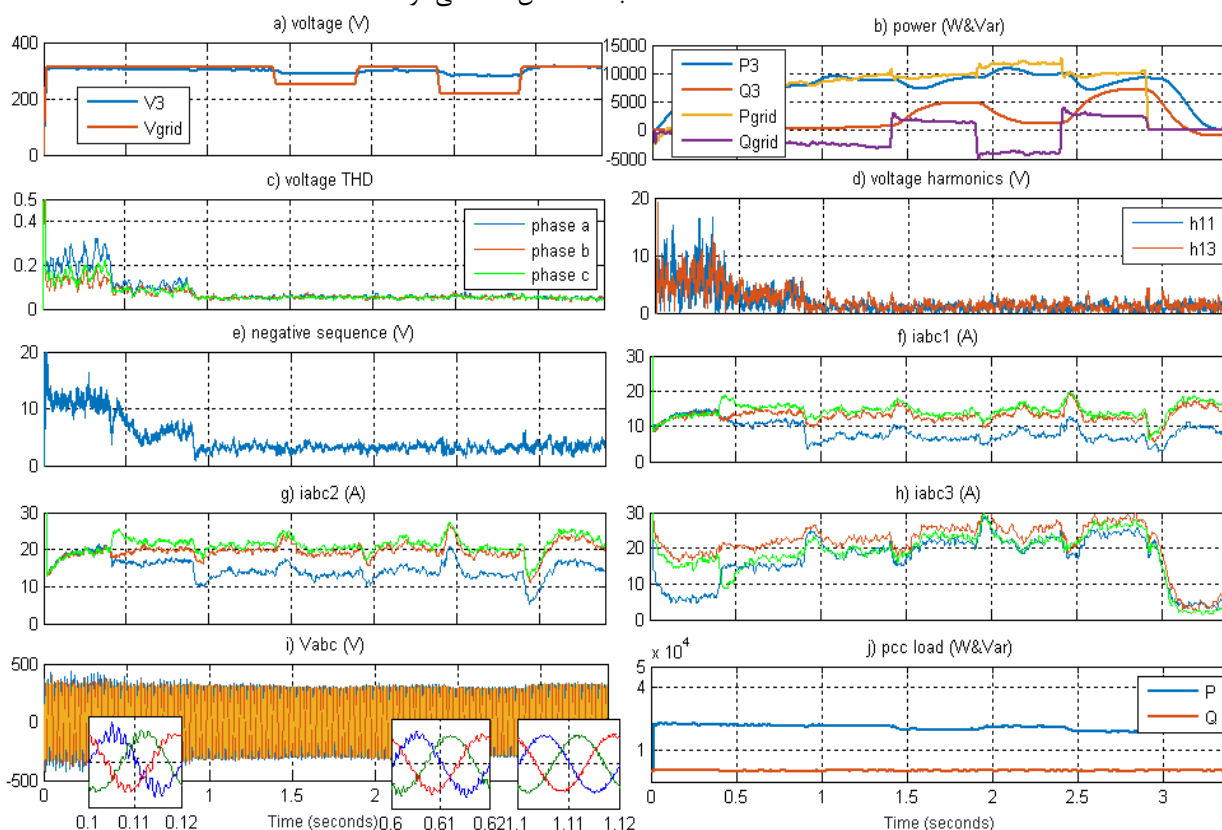 a) voltage (V)
400
200
0
V3
Vgrid
b) power (W&Var)
15000
10000
5000
0
-5000
P3
Q3
Pgrid
Qgrid
c) voltage THD
0.5
0.4
0.2
0
phase a
phase b
phase c
d) voltage harmonics (V)
20
10
0
h11
h13
e) negative sequence (V)
20
10
0
f) iabc1 (A)
30
20
10
0
g) iabc2 (A)
30
20
10
0
h) iabc3 (A)
30
20
10
0
i) Vabc (V)
500
0
-500
0 1 1.5 2
0.1 0.11 0.12 Time (seconds) 0.6 0.61 0.62 1.1 1.11 1.12
j) pcc load (W&Var)
x 10^4
5
4
1
P
Q
0 0.5 1 1.5 2 2.5 3
Time (seconds)